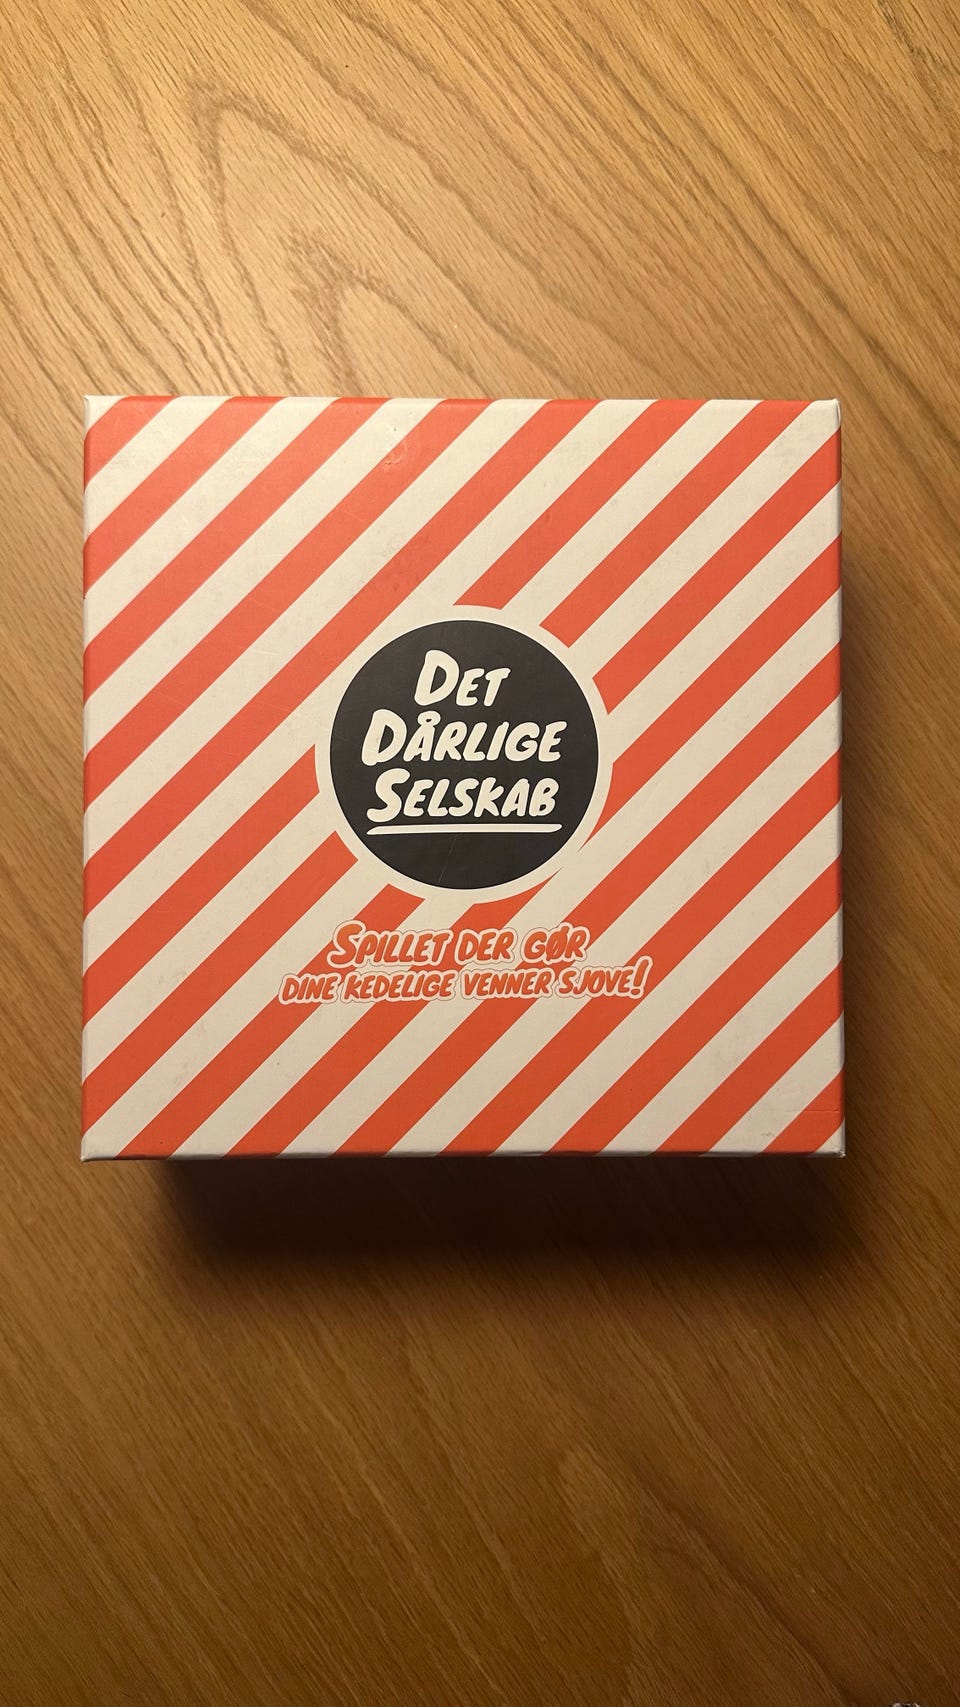 DET
DÅRLIGE
SELSKAB
SPILLET DER GØR
DINE KEDELIGE VENNER SJOVE!